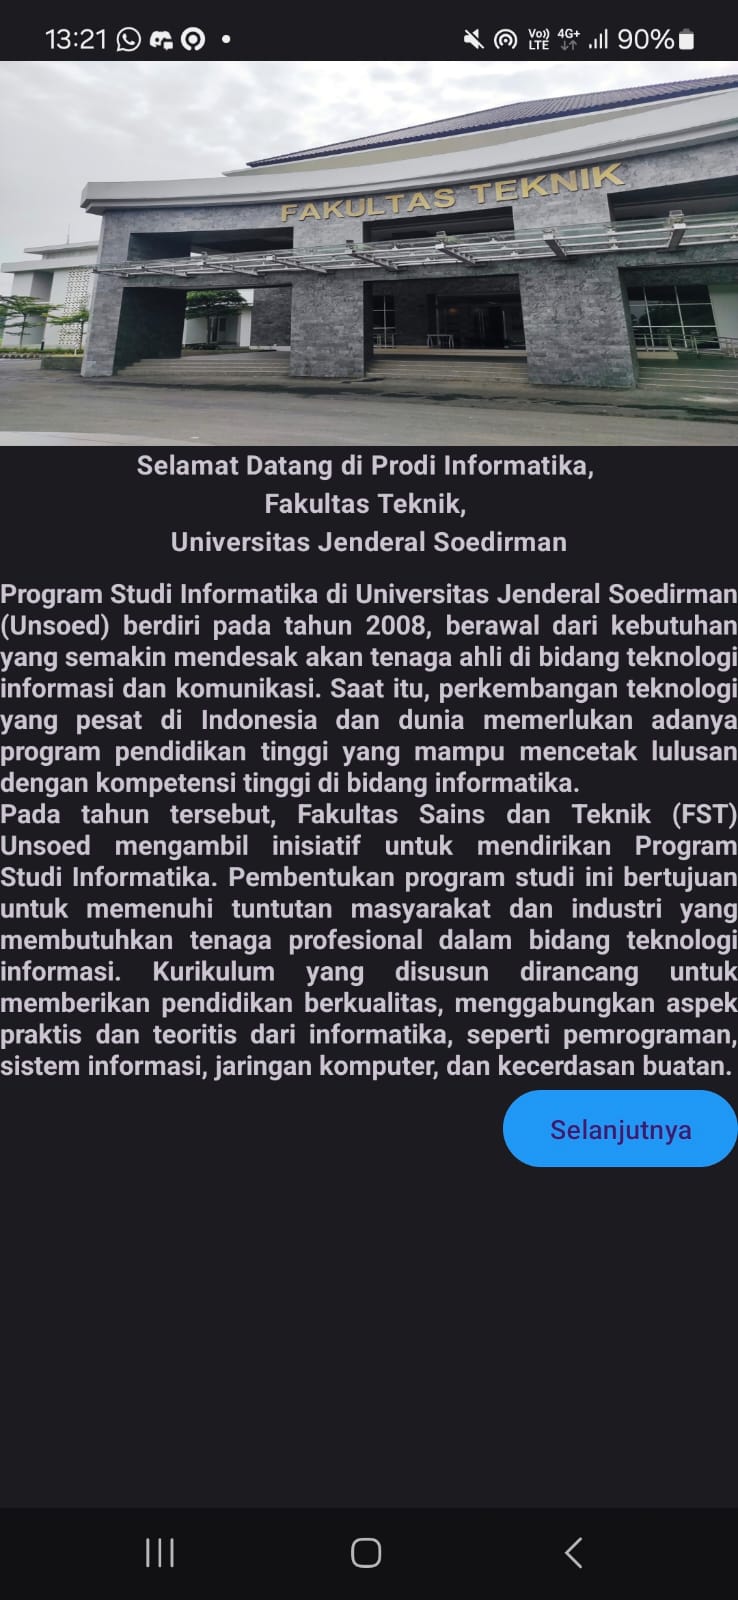 13:21
Vo))
LTE
4G+
90%
FAKULTAS TEKNIK
Selamat Datang di Prodi Informatika,
Fakultas Teknik,
Universitas Jenderal Soedirman
Program Studi Informatika di Universitas Jenderal Soedirman
(Unsoed) berdiri pada tahun 2008, berawal dari kebutuhan
yang semakin mendesak akan tenaga ahli di bidang teknologi
informasi dan komunikasi. Saat itu, perkembangan teknologi
yang pesat di Indonesia dan dunia memerlukan adanya
program pendidikan tinggi yang mampu mencetak lulusan
dengan kompetensi tinggi di bidang informatika.
Pada tahun tersebut, Fakultas Sains dan Teknik (FST)
Unsoed mengambil inisiatif untuk mendirikan Program
Studi Informatika. Pembentukan program studi ini bertujuan
untuk memenuhi tuntutan masyarakat dan industri yang
membutuhkan tenaga profesional dalam bidang teknologi
informasi. Kurikulum yang disusun dirancang untuk
memberikan pendidikan berkualitas, menggabungkan aspek
praktis dan teoritis dari informatika, seperti pemrograman,
sistem informasi, jaringan komputer, dan kecerdasan buatan.
Selanjutnya